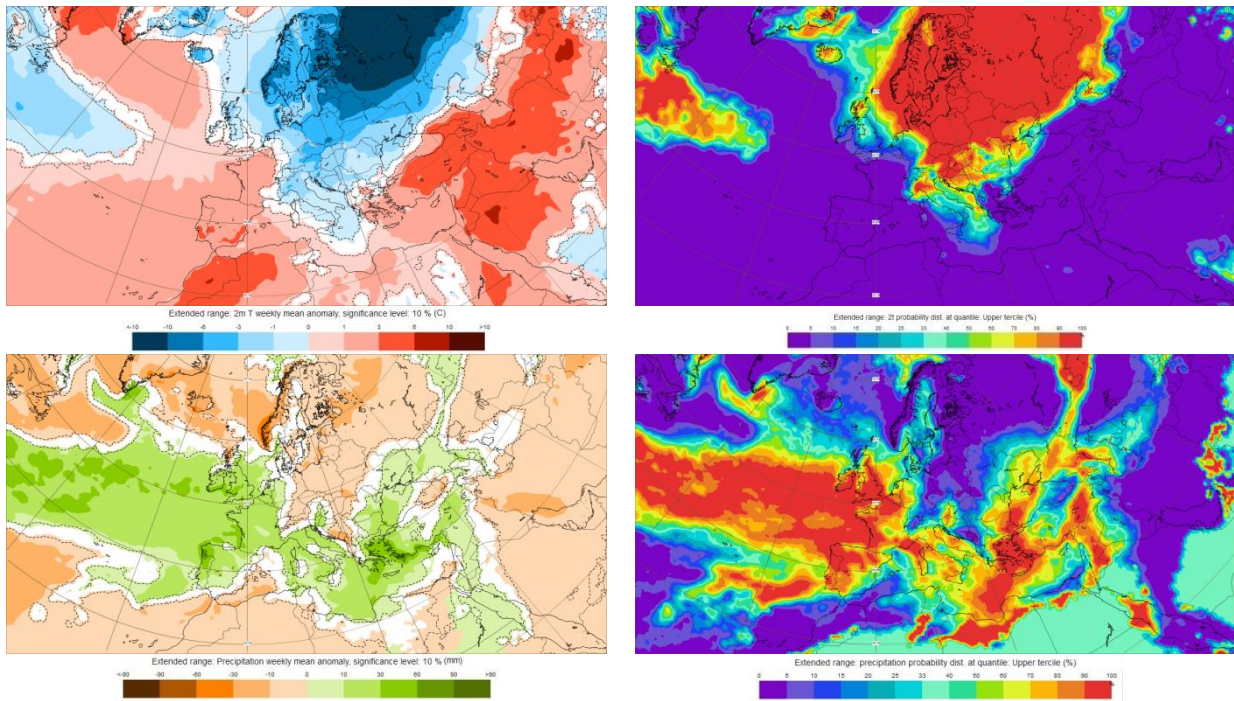 Extended range: 2m T weekly mean anomaly, significance level: 10 % (C)
<-10 -10 -6 -3 -1 0 1 3 6 10 >10
Extended range: 2t probability dist. at quantile: Upper tercile (%)
0 5 10 15 20 25 30 40 50 60 70 80 90 100
%
Extended range: Precipitation weekly mean anomaly, significance level: 10 % (mm)
<-90 -90 -60 -30 -10 0 10 30 60 90 >90
Extended range: precipitation probability dist. at quantile: Upper tercile (%)
0 5 10 15 20 25 30 40 50 60 70 80 90 100
%